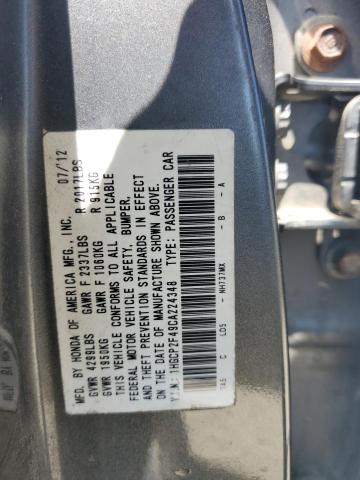 MFD. BY HONDA OF AMERICA MFG., INC. 07/'12
GVWR 4299LBS GAWR F 2337LBS R 2017LBS
GVWR 1950KG GAWR F 1060KG R 915KG
THIS VEHICLE CONFORMS TO ALL APPLICABLE
FEDERAL MOTOR VEHICLE SAFETY, BUMPER,
AND THEFT PREVENTION STANDARDS IN EFFECT
ON THE DATE OF MANUFACTURE SHOWN ABOVE.
V.I.N.: 1HGCP2F49CA224348 TYPE: PASSENGER CAR
TA5 C L05 - NH737MX - B - A